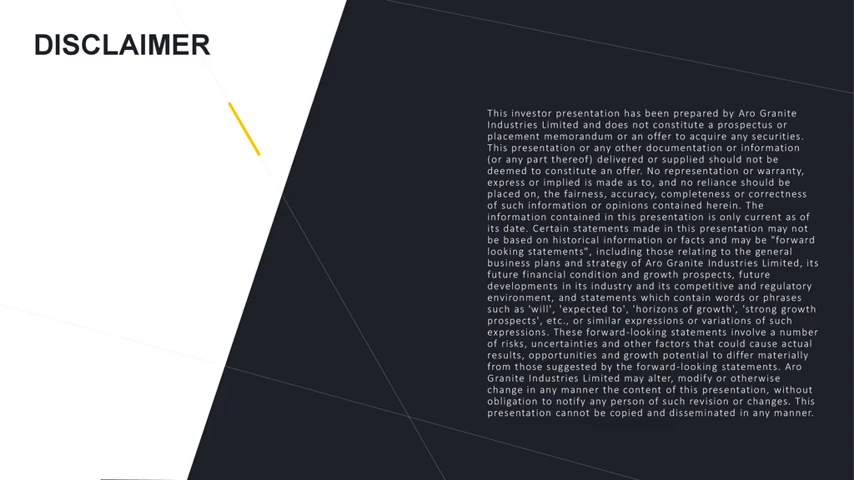 DISCLAIMER
This investor presentation has been prepared by Aro Granite
Industries Limited and does not constitute a prospectus or
placement memorandum or an offer to acquire any securities.
This presentation or any other documentation or information
(or any part thereof) delivered or supplied should not be
deemed to constitute an offer. No representation or warranty,
express or implied is made as to, and no reliance should be
placed on, the fairness, accuracy, completeness or correctness
of such information or opinions contained herein. The
information contained in this presentation is only current as of
its date. Certain statements made in this presentation may not
be based on historical information or facts and may be "forward
looking statements", including those relating to the general
business plans and strategy of Aro Granite Industries Limited, its
future financial condition and growth prospects, future
developments in its industry and its competitive and regulatory
environment, and statements which contain words or phrases
such as 'will', 'expected to', 'horizons of growth', 'strong growth
prospects', etc., or similar expressions or variations of such
expressions. These forward-looking statements involve a number
of risks, uncertainties and other factors that could cause actual
results, opportunities and growth potential to differ materially
from those suggested by the forward-looking statements. Aro
Granite Industries Limited may alter, modify or otherwise
change in any manner the content of this presentation, without
obligation to notify any person of such revision or changes. This
presentation cannot be copied and disseminated in any manner.